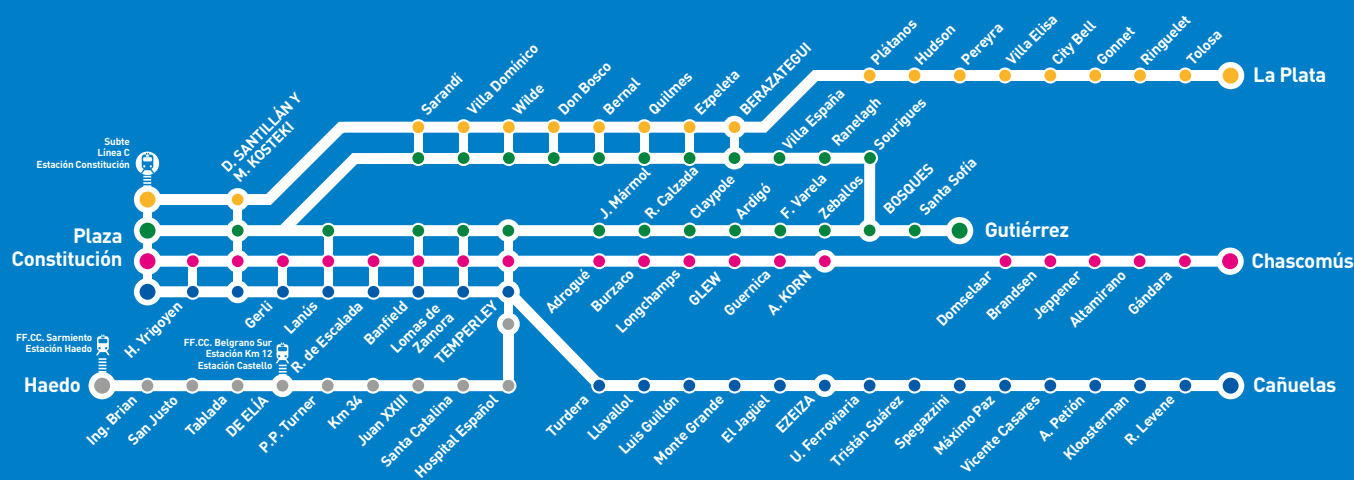 Subte
Línea C
Estación Constitución
Plaza
Constitución
D. SANTILLÁN Y
M. KOSTEKI
Sarandí
Villa Domínico
Wilde
Don Bosco
Bernal
Quilmes
Ezpeleta
BERAZATEGUI
Plátanos
Hudson
Pereyra
Villa Elisa
City Bell
Gonnet
Ringuelet
Tolosa
La Plata
Villa España
Ranelagh
Sourigues
J. Mármol
R. Calzada
Claypole
Ardigó
F. Varela
Zeballos
BOSQUES
Santa Sofía
Gutiérrez
H. Yrigoyen
Gerli
Lanús
R. de Escalada
Banfield
Lomas de
Zamora
TEMPERLEY
Adrogué
Burzaco
Longchamps
GLEW
Guernica
A. KORN
Domselaar
Brandsen
Jeppener
Altamirano
Gándara
Chascomús
FF.CC. Sarmiento
Estación Haedo
FF.CC. Belgrano Sur
Estación Km 12
Estación Castello
Haedo
Ing. Brian
San Justo
Tablada
DE ELÍA
P.P. Turner
Km 34
Juan XXIII
Santa Catalina
Hospital Español
Turdera
Llavallol
Luis Guillón
Monte Grande
El Jagüel
EZEIZA
U. Ferroviaria
Tristán Suárez
Spegazzini
Máximo Paz
Vicente Casares
A. Petión
Kloosterman
R. Levene
Cañuelas